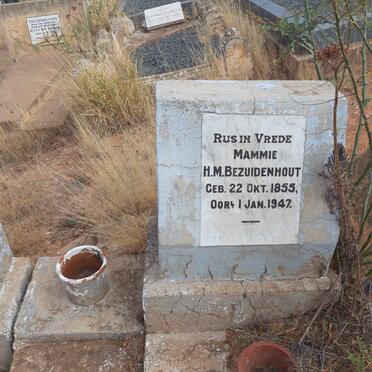 RUS IN VREDE
MAMMIE
H.M. BEZUIDENHOUT
GEB. 22 OKT. 1855,
OORL 1 JAN. 1947.